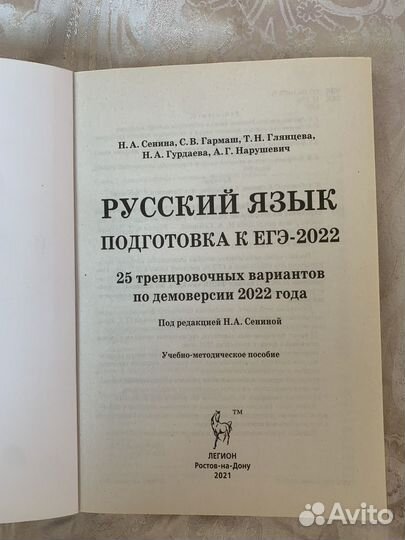 Н. А. Сенина, С. В. Гармаш, Т. Н. Глянцева,
Н. А. Гурдаева, А. Г. Нарушевич
РУССКИЙ ЯЗЫК
ПОДГОТОВКА К ЕГЭ-2022
25 тренировочных вариантов
по демоверсии 2022 года
Под редакцией Н.А. Сениной
Учебно-методическое пособие
TM
ЛЕГИОН
Ростов-на-Дону
2021
Avito